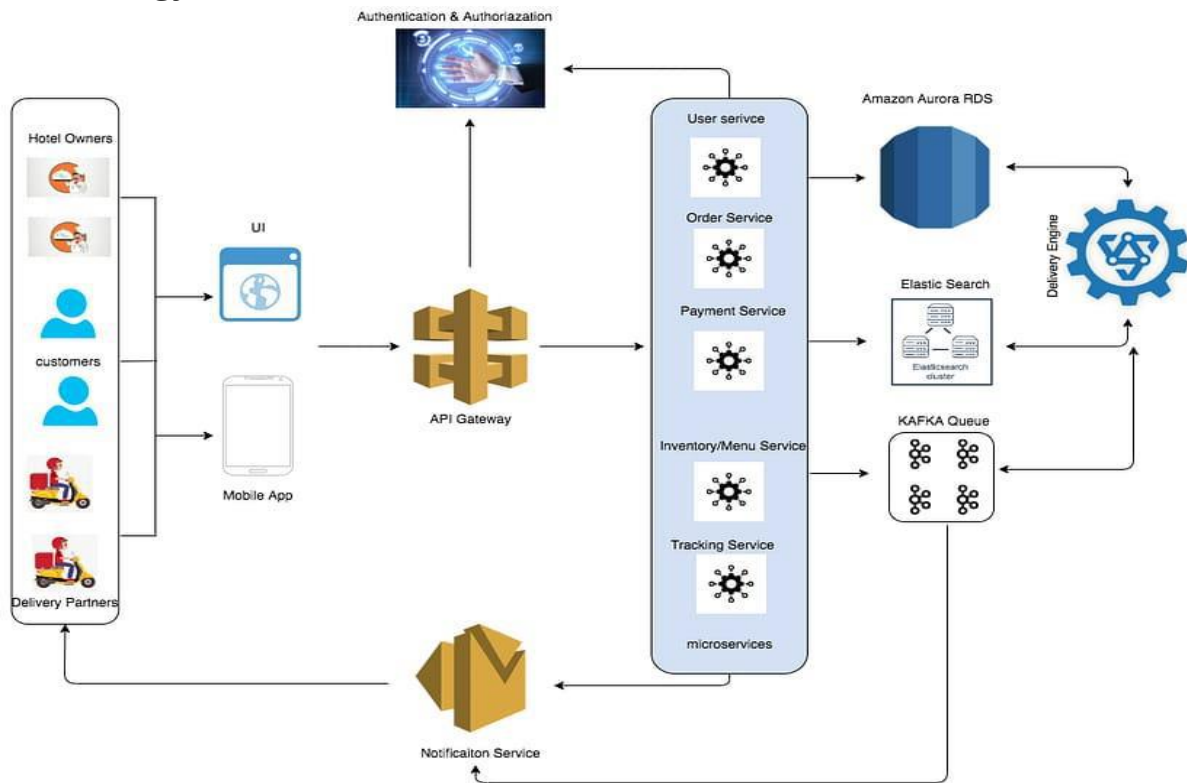 Authentication & Authoriazation
Hotel Owners
customers
Delivery Partners
UI
Mobile App
API Gateway
User serivce
Order Service
Payment Service
Inventory/Menu Service
Tracking Service
microservices
Amazon Aurora RDS
Elastic Search
Elasticsearch
cluster
KAFKA Queue
Delivery Engine
Notificaiton Service